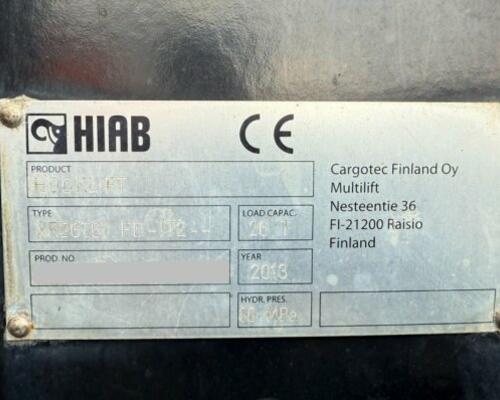 HIAB CE
PRODUCT
HOOKLIFT
Cargotec Finland Oy
Multilift
Nesteentie 36
FI-21200 Raisio
Finland
TYPE
LOAD CAPAC.
26 T
PROD. NO.
YEAR
2013
HYDR. PRES.
MPa